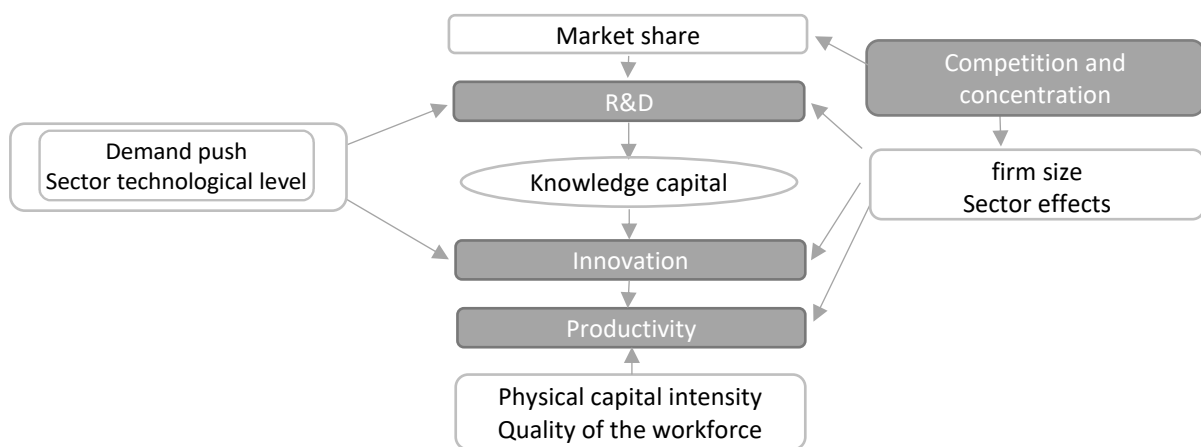 Market share
Competition and
concentration
R&D
Demand push
Sector technological level
Knowledge capital
firm size
Sector effects
Innovation
Productivity
Physical capital intensity
Quality of the workforce